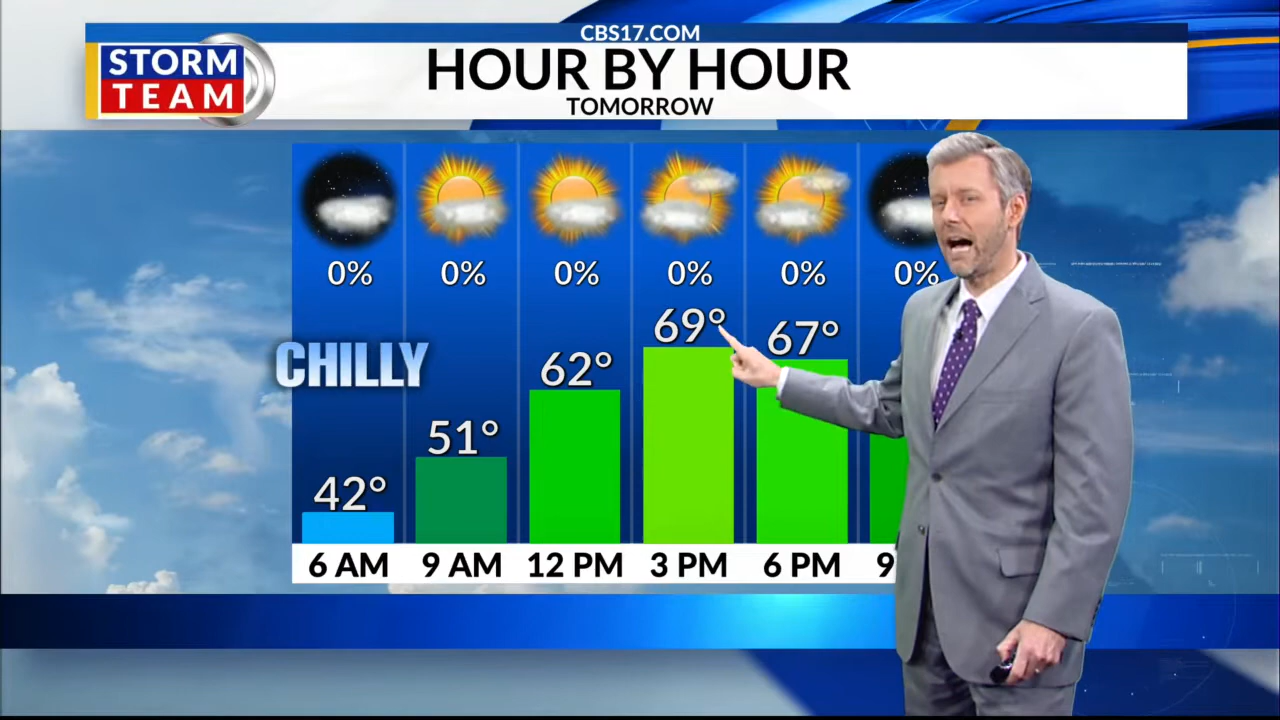 CBS17.COM
STORM
TEAM
HOUR BY HOUR
TOMORROW
0% 0% 0% 0% 0% 0%
69°
67°
CHILLY
62°
51°
42°
6 AM 9 AM 12 PM 3 PM 6 PM 9